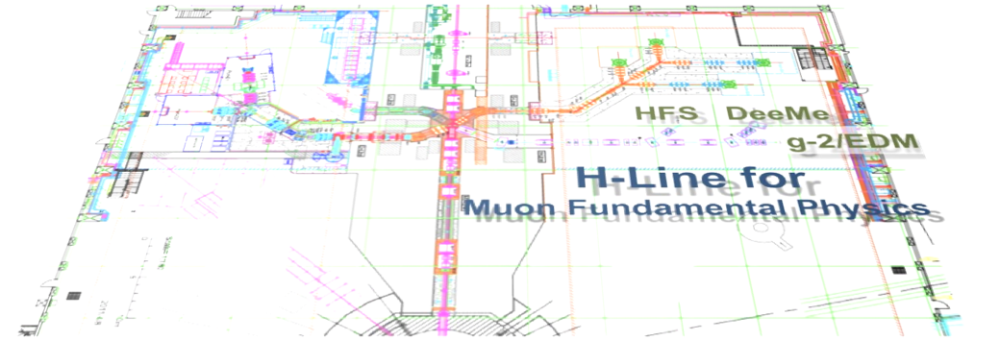 HFS DeeMe
g-2/EDM
H-Line for
Muon Fundamental Physics